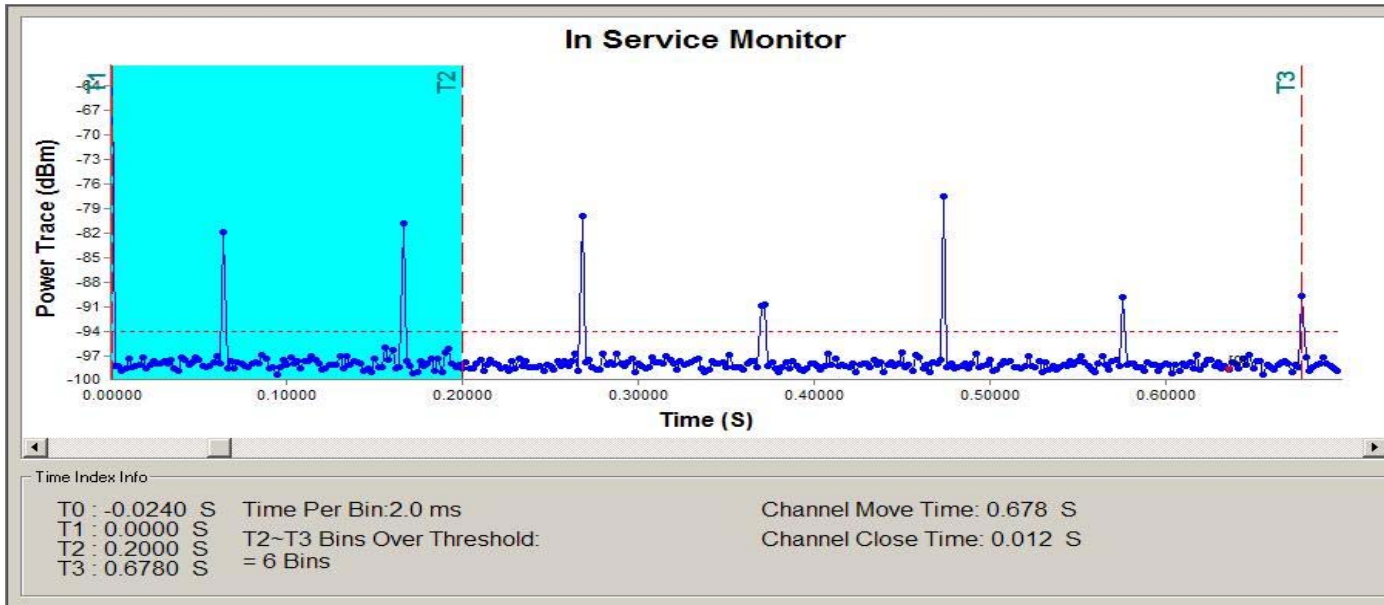 In Service Monitor
T1
T2
T3
Power Trace (dBm)
-64
-67
-70
-73
-76
-79
-82
-85
-88
-91
-94
-97
-100
0.00000 0.10000 0.20000 0.30000 0.40000 0.50000 0.60000
Time (S)
Time Index Info
T0 : -0.0240 S Time Per Bin:2.0 ms Channel Move Time: 0.678 S
T1 : 0.0000 S
T2 : 0.2000 S T2~T3 Bins Over Threshold: Channel Close Time: 0.012 S
T3 : 0.6780 S = 6 Bins